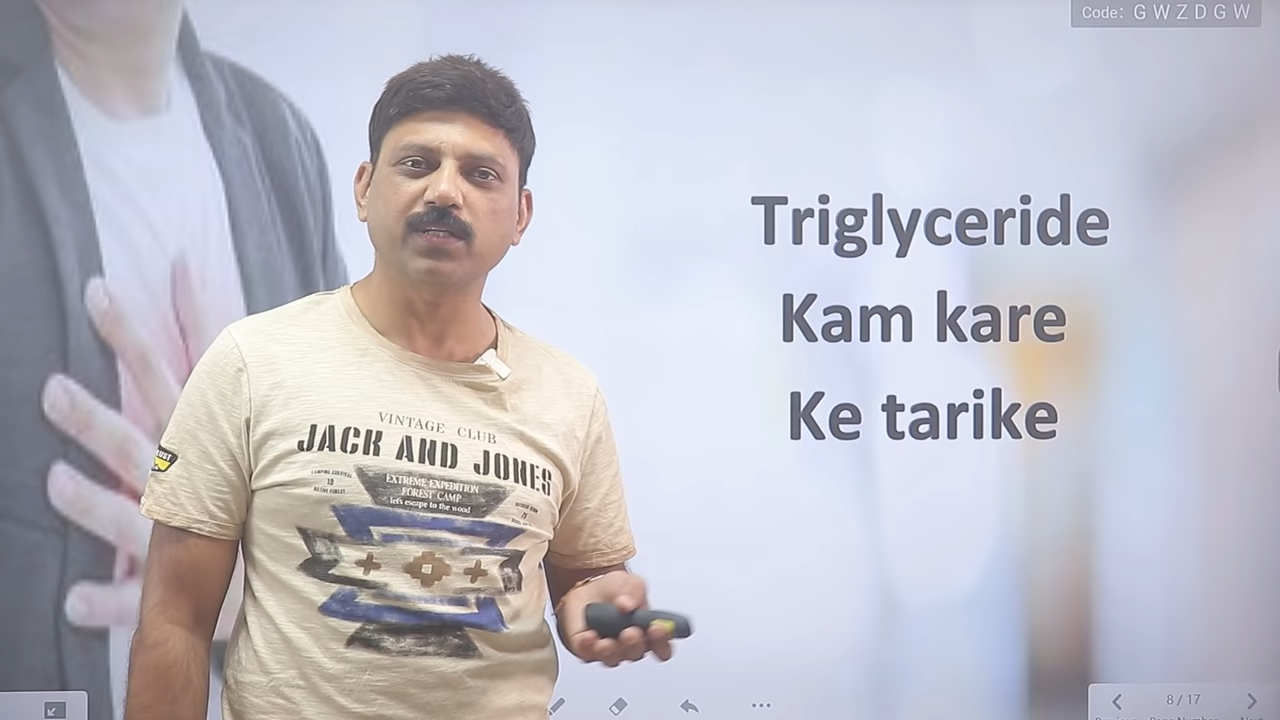 Code: G W Z D G W
Triglyceride
Kam kare
Ke tarike
VINTAGE CLUB
JACK AND JONES
EXTREME EXPEDITION
FOREST CAMP
let's escape to the wood
8 / 17